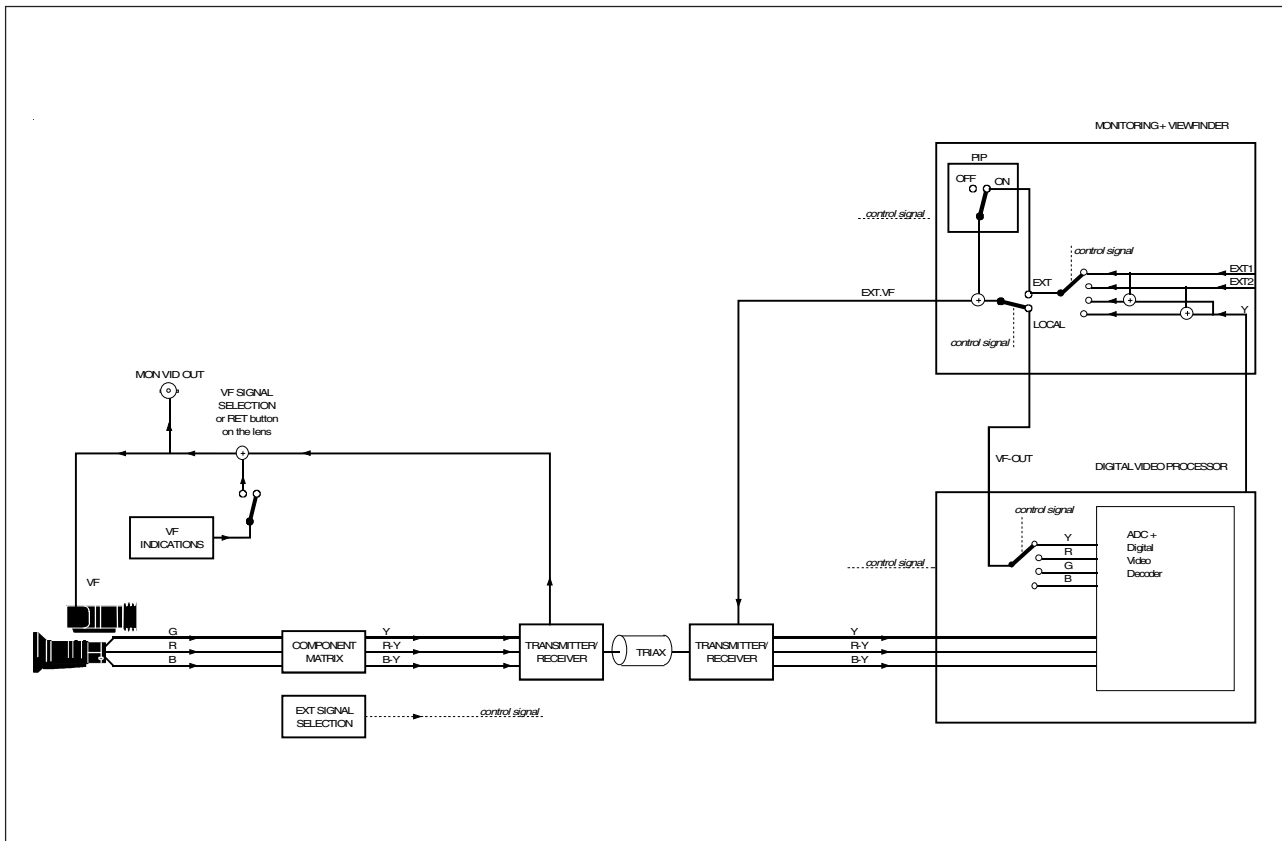 MONITORING + VIEWFINDER
PIP
OFF
ON
control signal
control signal
EXT1
EXT2
EXT
EXT.VF
Y
LOCAL
control signal
MON VID OUT
VF SIGNAL
SELECTION
or RET button
on the lens
VF-OUT
DIGITAL VIDEO PROCESSOR
control signal
VF
INDICATIONS
Y
R
G
B
ADC +
Digital
Video
Decoder
control signal
VF
G
R
B
COMPONENT
MATRIX
Y
R-Y
B-Y
TRANSMITTER/
RECEIVER
TRIAX
TRANSMITTER/
RECEIVER
Y
R-Y
B-Y
EXT SIGNAL
SELECTION
control signal